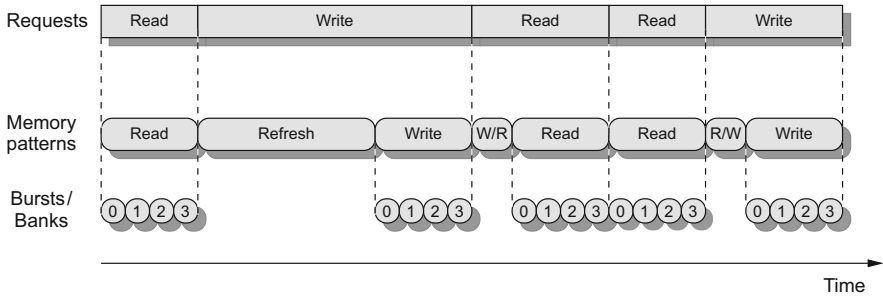 Requests Read Write Read Read Write
Memory patterns Read Refresh Write W/R Read Read R/W Write
Bursts/ Banks 0 1 2 3 0 1 2 3 0 1 2 3 0 1 2 3 0 1 2 3
Time